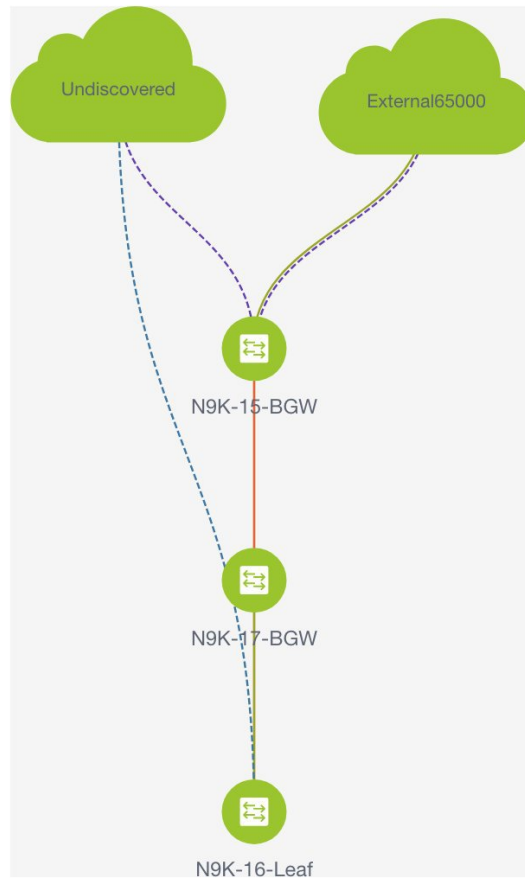 Undiscovered
External65000
N9K-15-BGW
N9K-17-BGW
N9K-16-Leaf